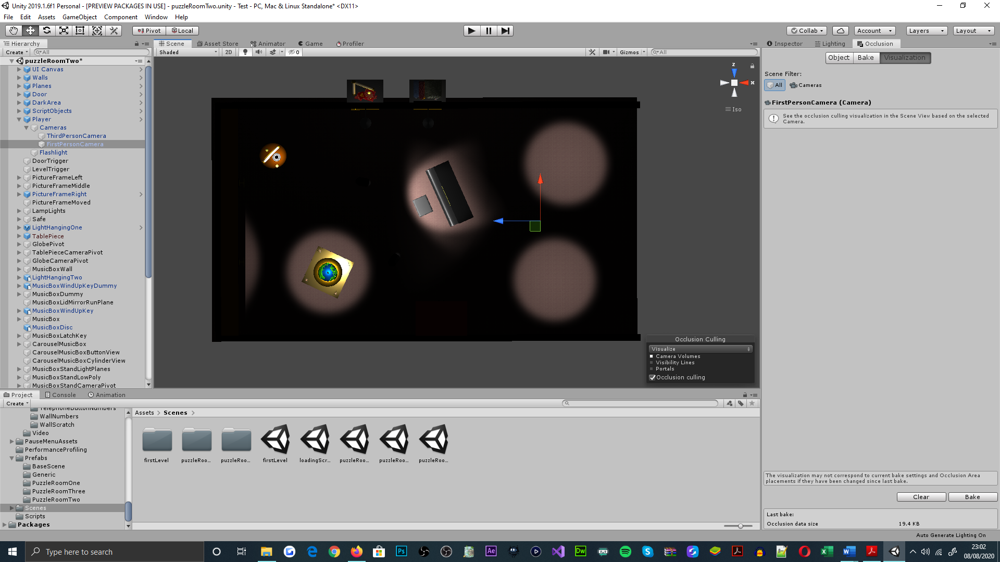 Unity 2019.1.6f1 Personal - [PREVIEW PACKAGES IN USE] - puzzleRoomTwo.unity - Test - PC, Mac & Linux Standalone* <DX11>
File Edit Assets GameObject Component Window Help
Pivot Local Collab Account Layers Layout
Hierarchy
Create All
puzzleRoomTwo*
UI Canvas
Walls
Planes
Door
DarkArea
ScriptObjects
Player
Cameras
ThirdPersonCamera
FirstPersonCamera
Flashlight
DoorTrigger
LevelTrigger
PictureFrameLeft
PictureFrameMiddle
PictureFrameRight
PictureFrameMoved
LampLights
Safe
LightHangingOne
TablePiece
GlobePivot
TablePieceCameraPivot
GlobeCameraPivot
MusicBoxWall
LightHangingTwo
MusicBoxWindUpKeyDummy
MusicBoxDummy
MusicBoxLidMirrorRunPlane
MusicBoxWindUpKey
MusicBox
MusicBoxDisc
MusicBoxLatchKey
CarouselMusicBox
CarouselMusicBoxButtonView
CarouselMusicBoxCylinderView
MusicBoxStandLightPlanes
MusicBoxStandLowPoly
MusicBoxStandCameraPivot
Scene Asset Store Animator Game Profiler
Shaded 2D 0 Gizmos All
z
x
Iso
Occlusion Culling
Visualize
Camera Volumes
Visibility Lines
Portals
Occlusion culling
Inspector Lighting Occlusion
Object Bake Visualization
Scene Filter:
All Cameras
FirstPersonCamera (Camera)
See the occlusion culling visualization in the Scene View based on the selected
Camera.
The visualization may not correspond to current bake settings and Occlusion Area
placements if they have been changed since last bake.
Clear Bake
Last bake:
Occlusion data size 19.4 KB
Auto Generate Lighting On
Project Console Animation
Create
TelephoneButtonNumbers
WallNumbers
WallScratch
Video
PauseMenuAssets
PerformanceProfiling
Prefabs
BaseScene
Generic
PuzzleRoomOne
PuzzleRoomThree
PuzzleRoomTwo
Scenes
Scripts
Packages
Assets > Scenes >
firstLevel puzzleRoo... puzzleRoo... firstLevel loadingScr... puzzleRoo... puzzleRoo... puzzleRoo...
Type here to search
Ps Ae Dw
23:02
08/08/2020